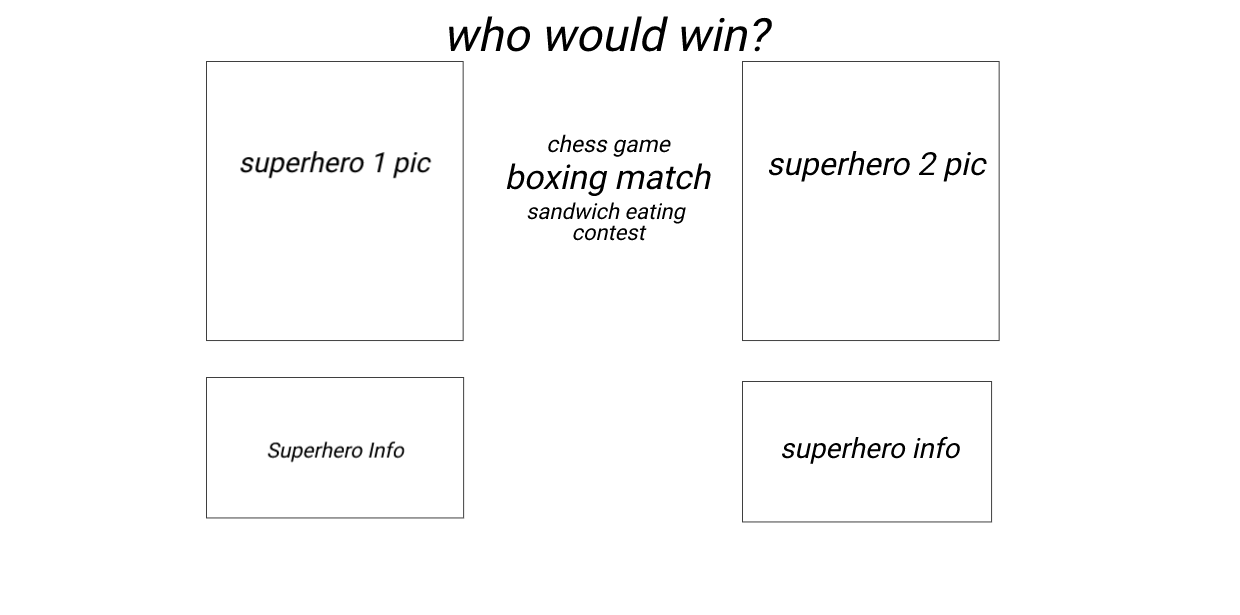 who would win?
superhero 1 pic
chess game
boxing match
sandwich eating
contest
superhero 2 pic
Superhero Info
superhero info